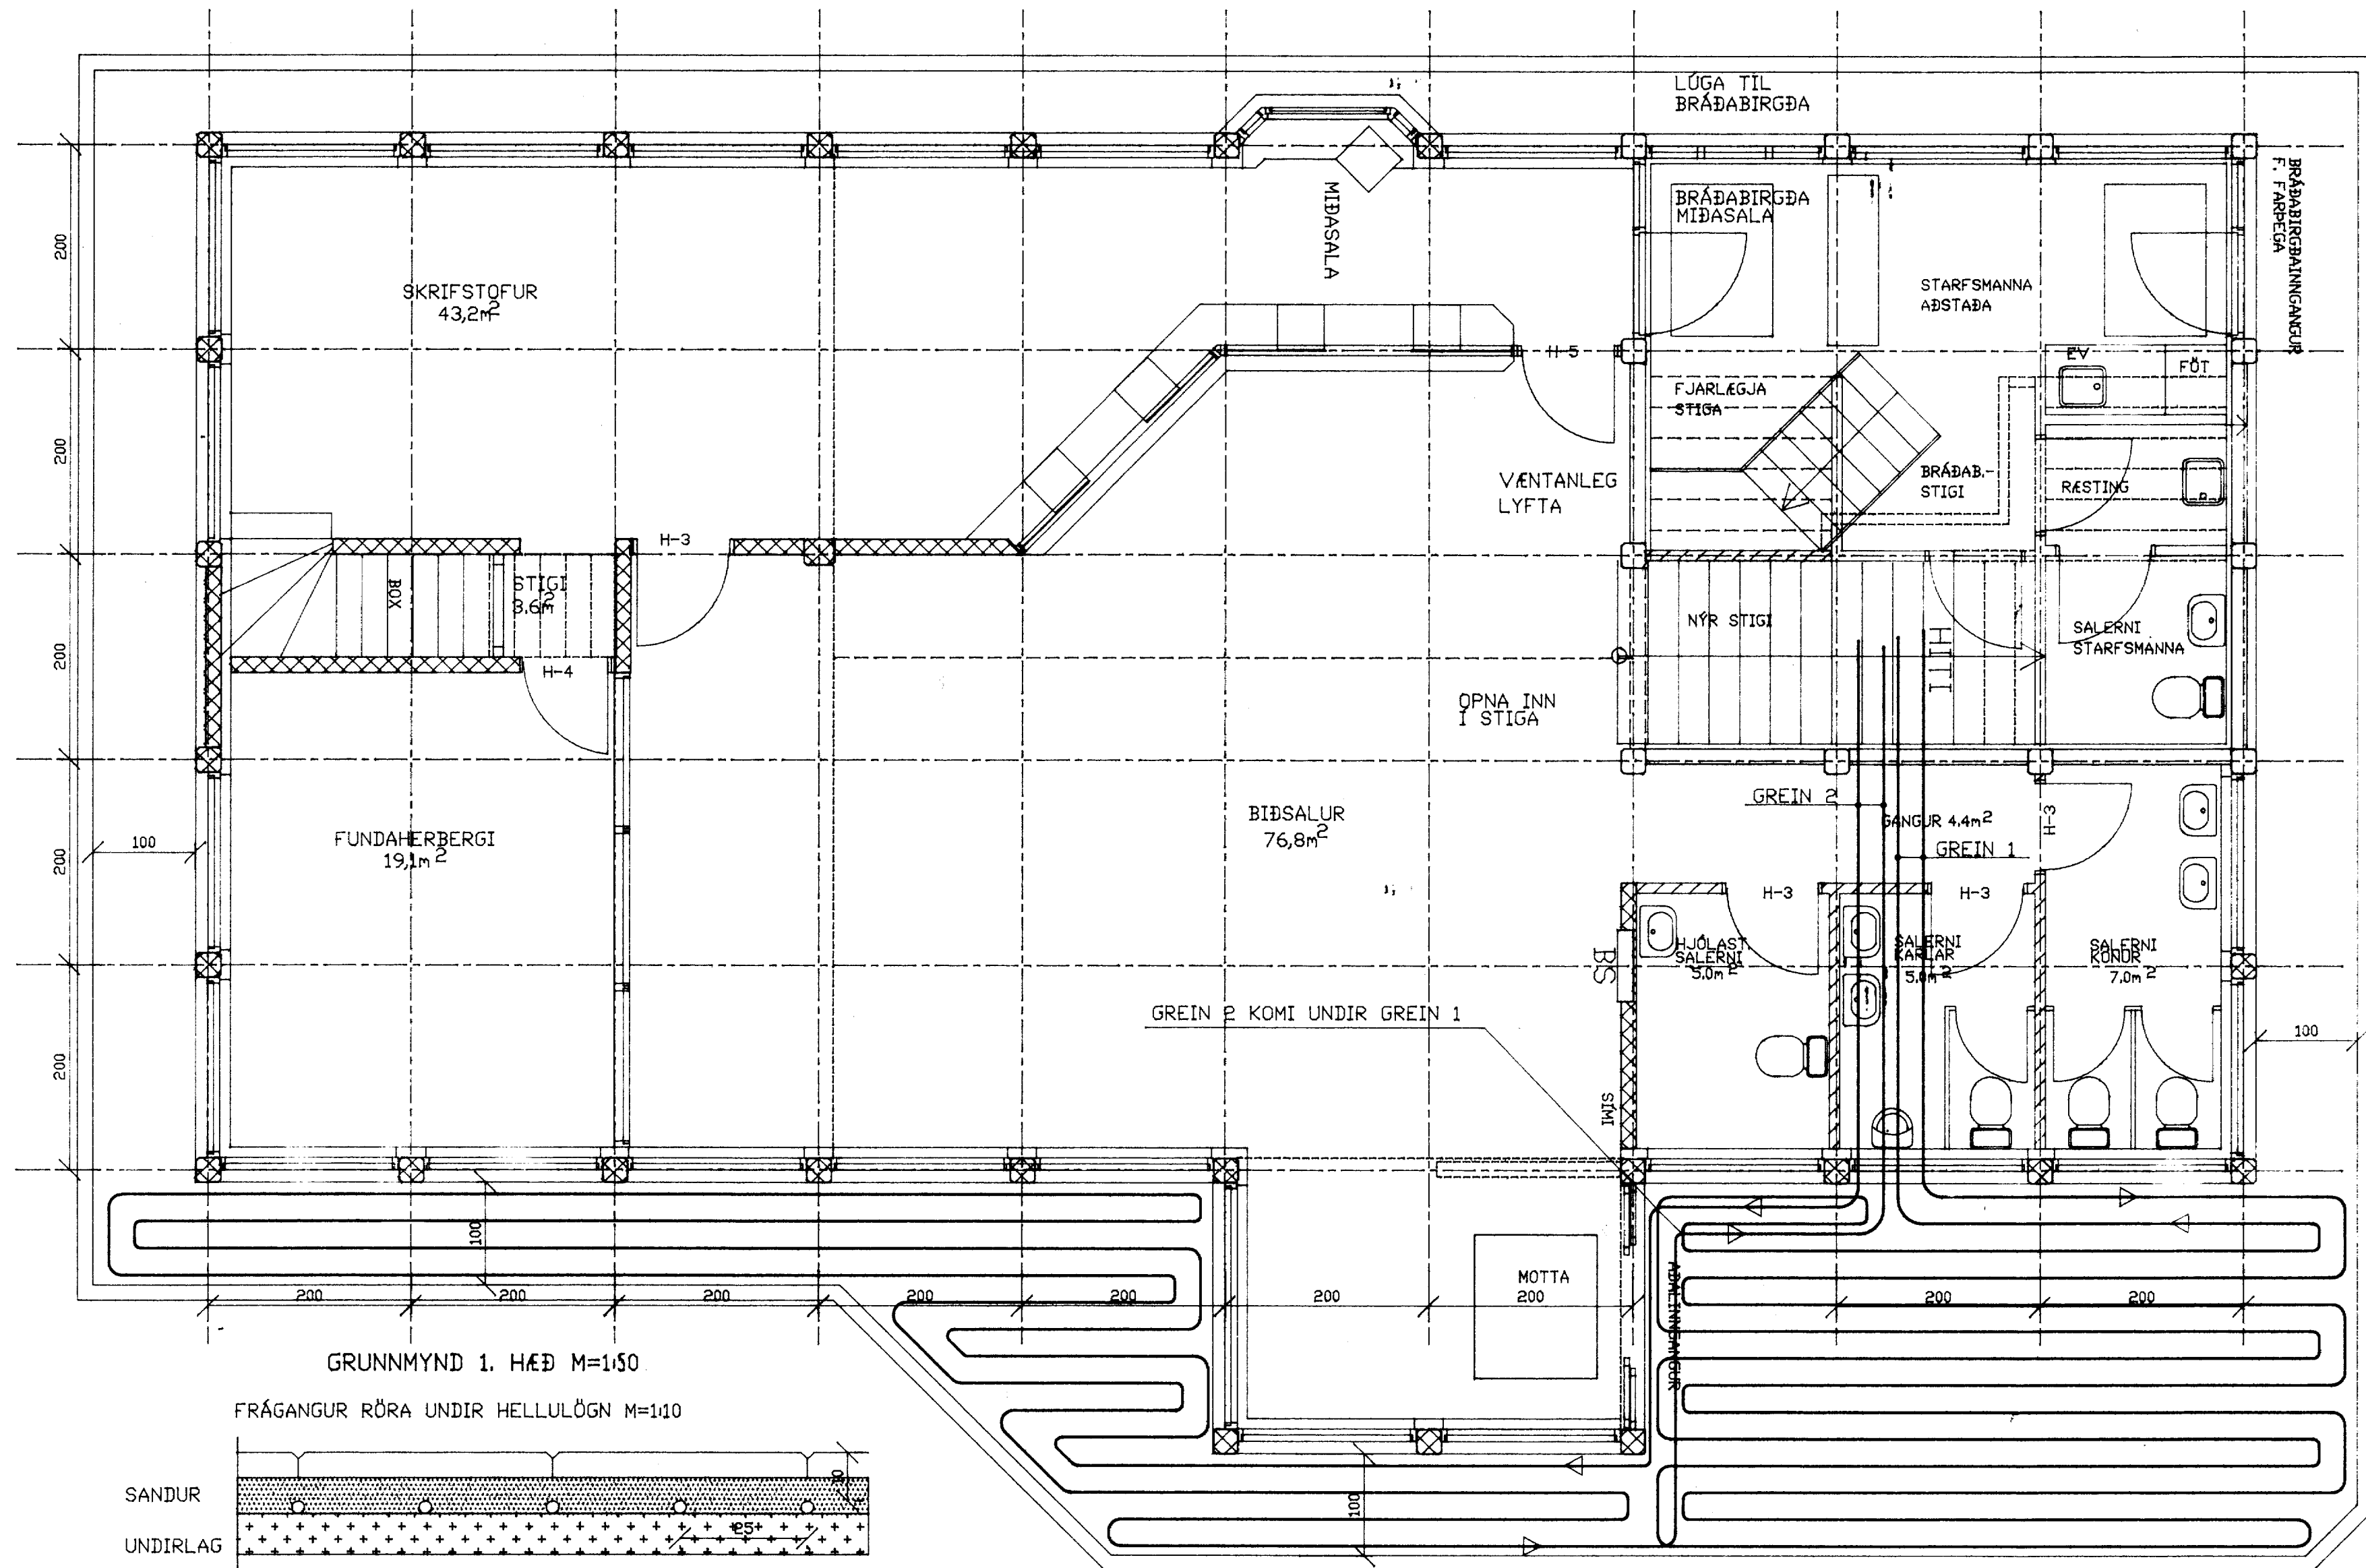 LÚGA TIL
BRÁÐABIRGÐA
BRÁÐABIRGÐAINNGANGUR
F. FARÞEGA
MIÐASALA
BRÁÐABIRGÐA
MIÐASALA
STARFSMANNA
AÐSTAÐA
SKRIFSTOFUR
43,2m²
200
H-5
EV
FÖT
FJARLÆGJA
STIGA
200
VÆNTANLEG
LYFTA
BRÁÐAB.-
STIGI
RÆSTING
H-3
BOX
STIGI
3.6m²
H-4
200
NÝR STIGI
HITI
SALERNI
STARFSMANNA
OPNA INN
Í STIGA
GREIN 2
BIÐSALUR
76,8m²
GANGUR 4.4m²
H-3
FUNDAHERBERGI
19,1m²
100
200
GREIN 1
H-3
H-3
BS
HJÓLAST.
SALERNI
5.0m²
SALERNI
KARLAR
5.0m²
SALERNI
KONUR
7.0m²
GREIN 2 KOMI UNDIR GREIN 1
100
200
SÍMI
100
MOTTA
AÐALINNGANGUR
200
200
200
200
200
200
200
200
200
GRUNNMYND 1. HÆÐ M=1:50
FRÁGANGUR RÖRA UNDIR HELLULÖGN M=1:10
SANDUR
10
UNDIRLAG
25
100